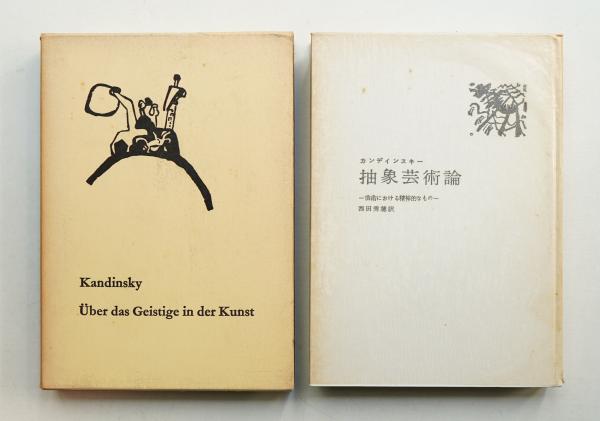 Kandinsky
Über das Geistige in der Kunst
カンディンスキー
抽象芸術論
―芸術における精神的なもの―
西田秀穂訳